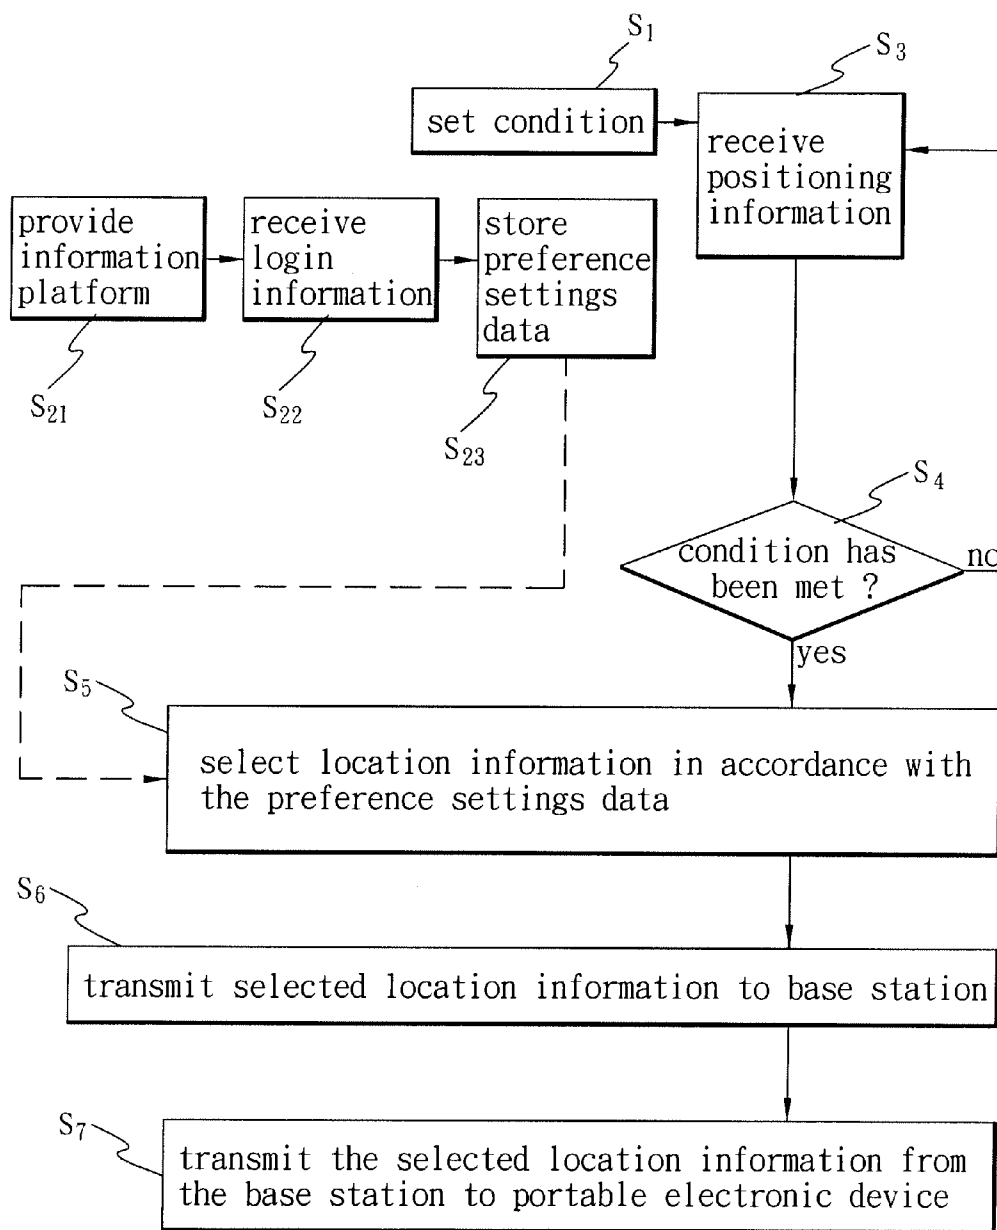 S1
set condition
S3
receive
positioning
information
provide
information
platform
S21
receive
login
information
S22
store
preference
settings
data
S23
S4
condition has
been met ?
no
yes
S5
select location information in accordance with
the preference settings data
S6
transmit selected location information to base station
S7
transmit the selected location information from
the base station to portable electronic device